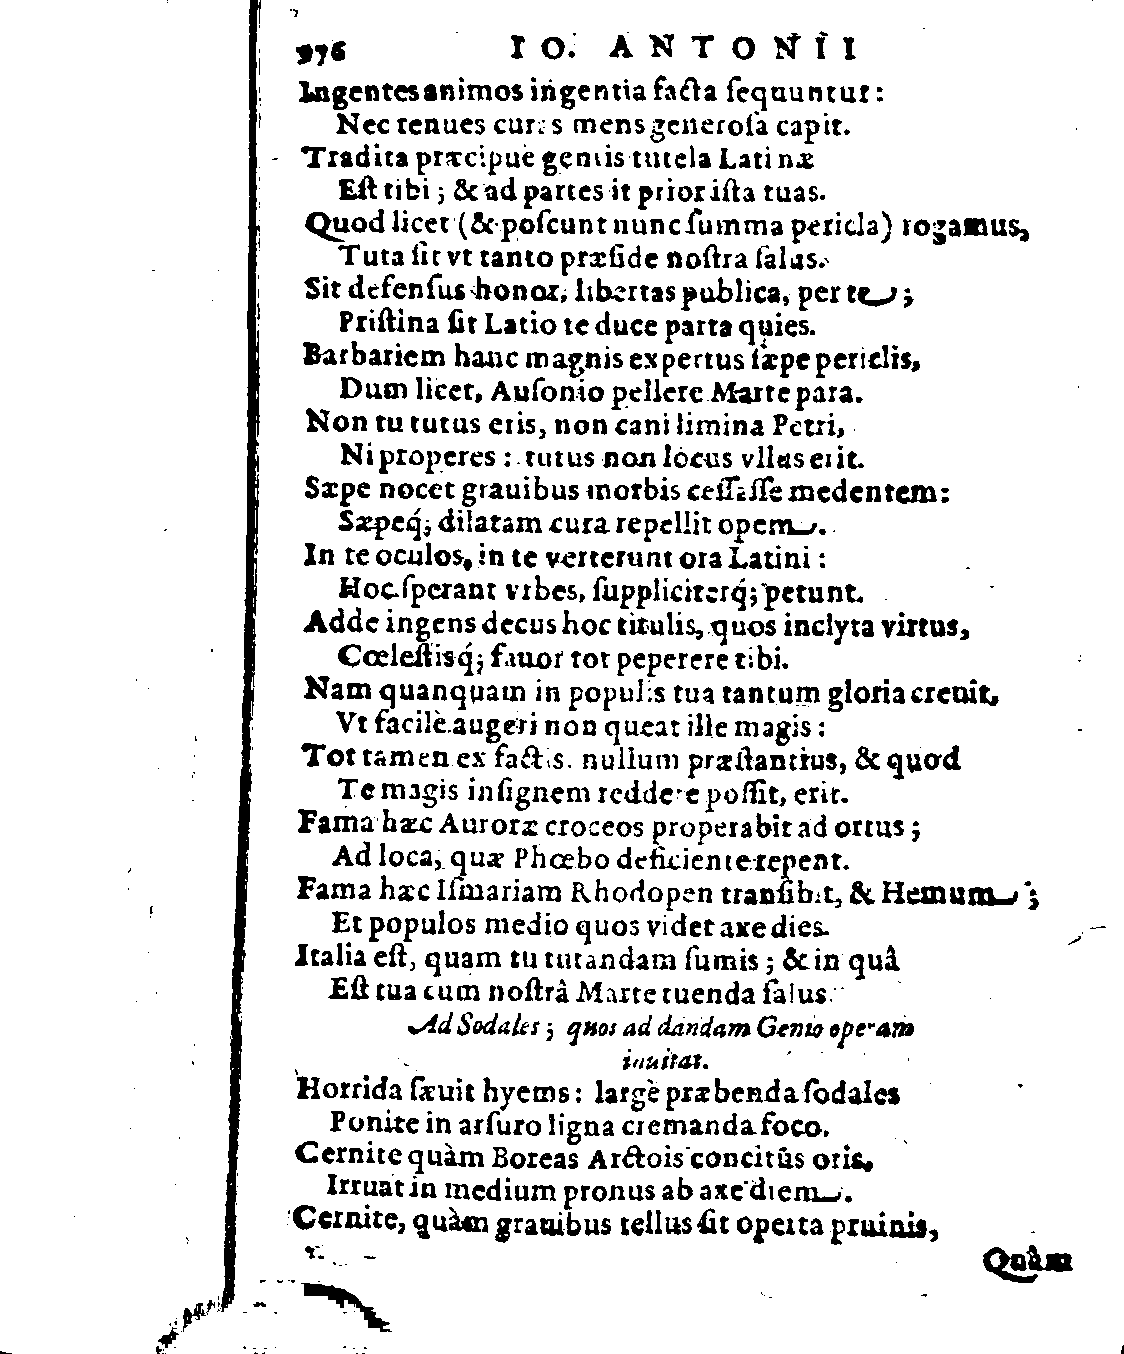 976 IO. ANTONII
Ingentes animos ingentia facta ſequuntur:
Nec tenues curas mens generoſa capit.
Tradita præcipuè gentis tutela Latinæ
Eſt tibi; & ad partes it prior iſta tuas.
Quod licet (& poſcunt nunc ſumma pericla) rogamus,
Tuta ſit vt tanto præſide noſtra ſalus.
Sit defenſus honor, libertas publica, per te;
Priſtina ſit Latio te duce parta quies.
Barbariem hanc magnis expertus ſæpe periclis,
Dum licet, Auſonio pellere Marte para.
Non tu tutus eris, non cani limina Petri,
Ni properes: tutus non locus vllus erit.
Sæpe nocet grauibus morbis ceſſaſſe medentem:
Sæpeq́; dilatam cura repellit opem.
In te oculos, in te verterunt ora Latini:
Hoc ſperant vrbes, ſuppliciterq́; petunt.
Adde ingens decus hoc titulis, quos inclyta virtus,
Cœleſtisq́; fauor tot peperere tibi.
Nam quanquam in populis tua tantum gloria creuit,
Vt facilè augeri non queat ille magis:
Tot tamen ex factis nullum præſtantius, & quod
Te magis inſignem reddere poſſit, erit.
Fama hæc Auroræ croceos properabit ad ortus;
Ad loca, quæ Phœbo deficiente repent.
Fama hæc Iſmariam Rhodopen tranſibit, & Hemum;
Et populos medio quos videt axe dies.
Italia eſt, quam tu tutandam ſumis; & in quâ
Eſt tua cum noſtrâ Marte tuenda ſalus.
Ad Sodales; quos ad dandam Genio operam
inuitat.
Horrida ſæuit hyems: largè præbenda ſodales
Ponite in arſuro ligna cremanda foco.
Cernite quàm Boreas Arctois concitûs oris,
Irruat in medium pronus ab axe diem.
Cernite, quàm grauibus tellus ſit operta pruinis,
Quàm